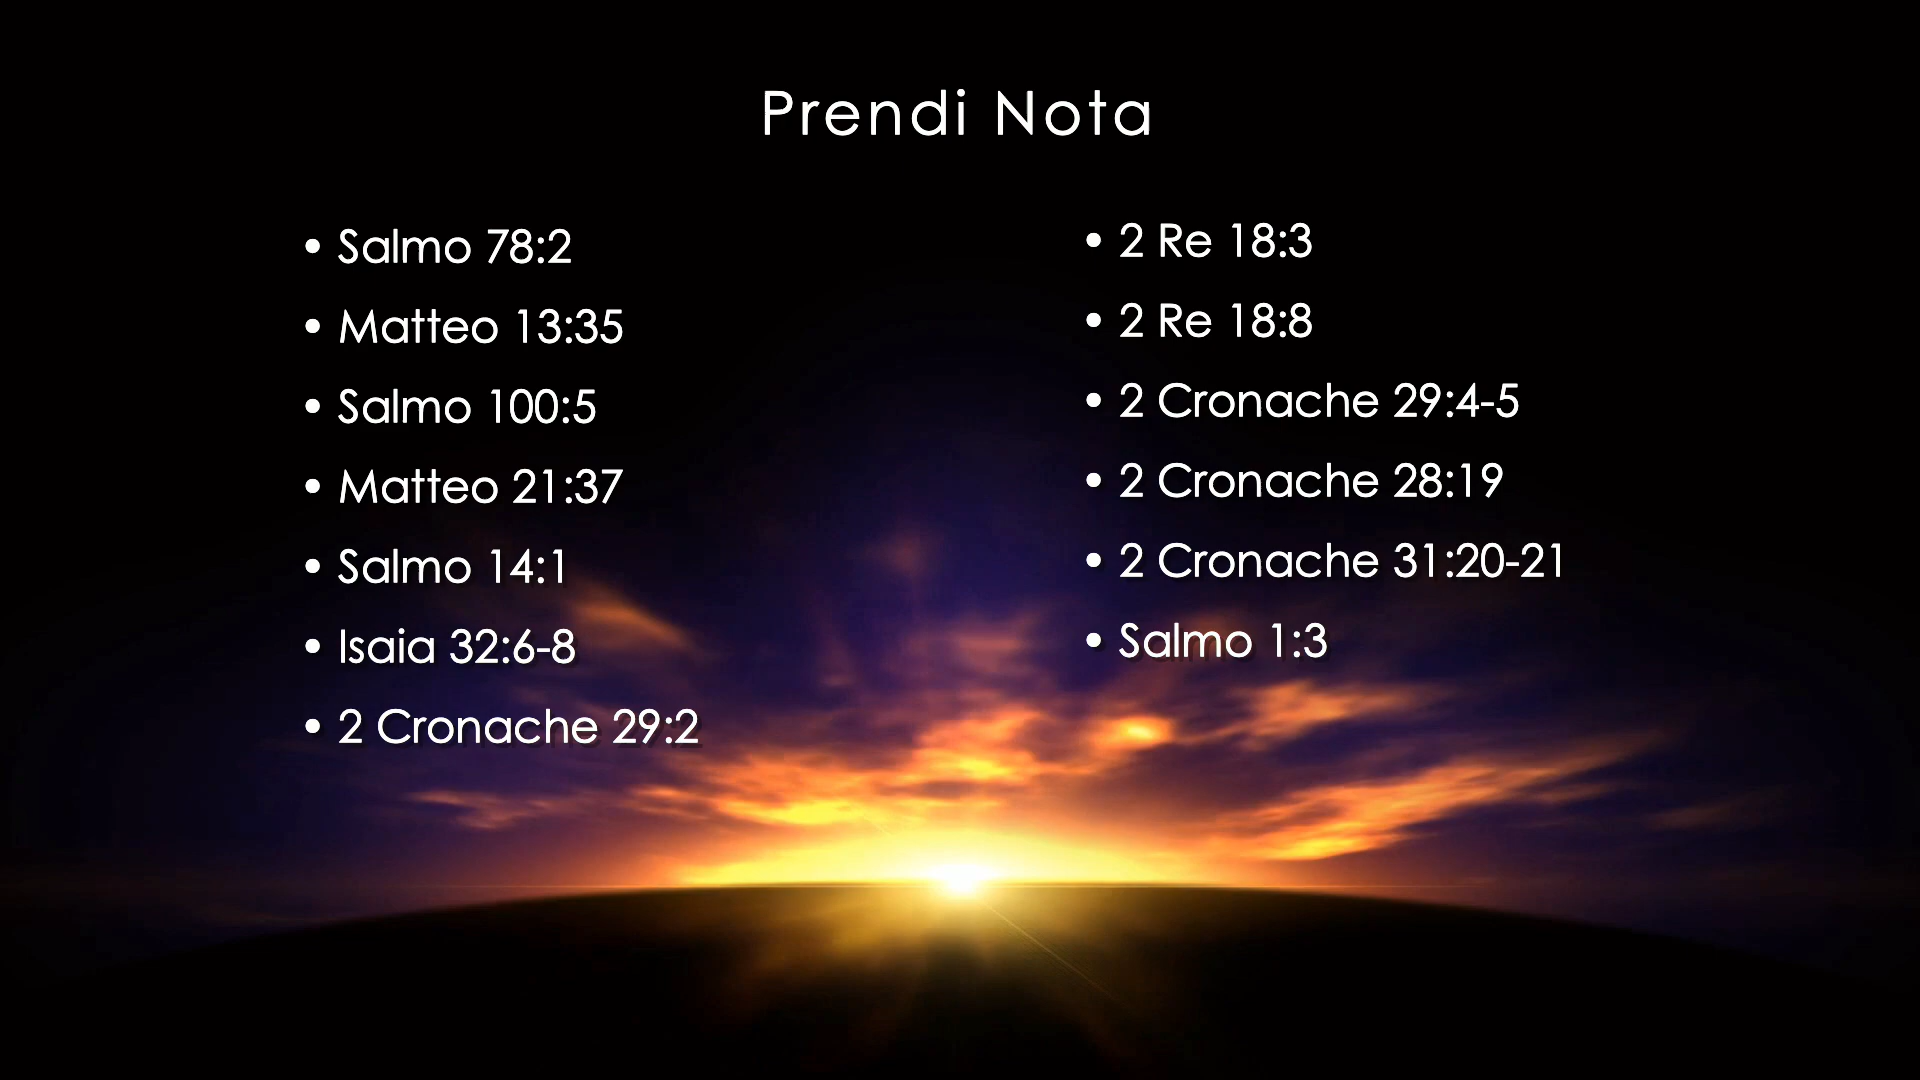 Prendi Nota
• Salmo 78:2
• Matteo 13:35
• Salmo 100:5
• Matteo 21:37
• Salmo 14:1
• Isaia 32:6-8
• 2 Cronache 29:2
• 2 Re 18:3
• 2 Re 18:8
• 2 Cronache 29:4-5
• 2 Cronache 28:19
• 2 Cronache 31:20-21
• Salmo 1:3